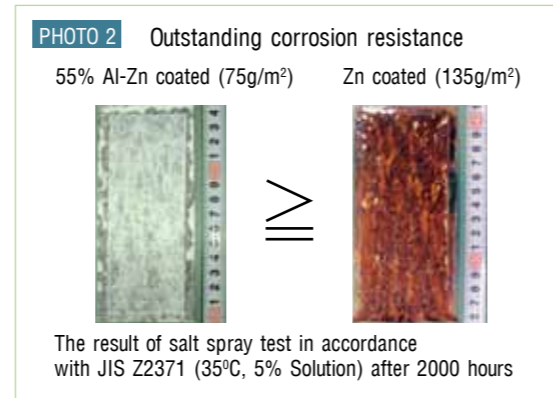 PHOTO 2 Outstanding corrosion resistance
55% Al-Zn coated (75g/m²) Zn coated (135g/m²)
≧
The result of salt spray test in accordance
with JIS Z2371 (35⁰C, 5% Solution) after 2000 hours